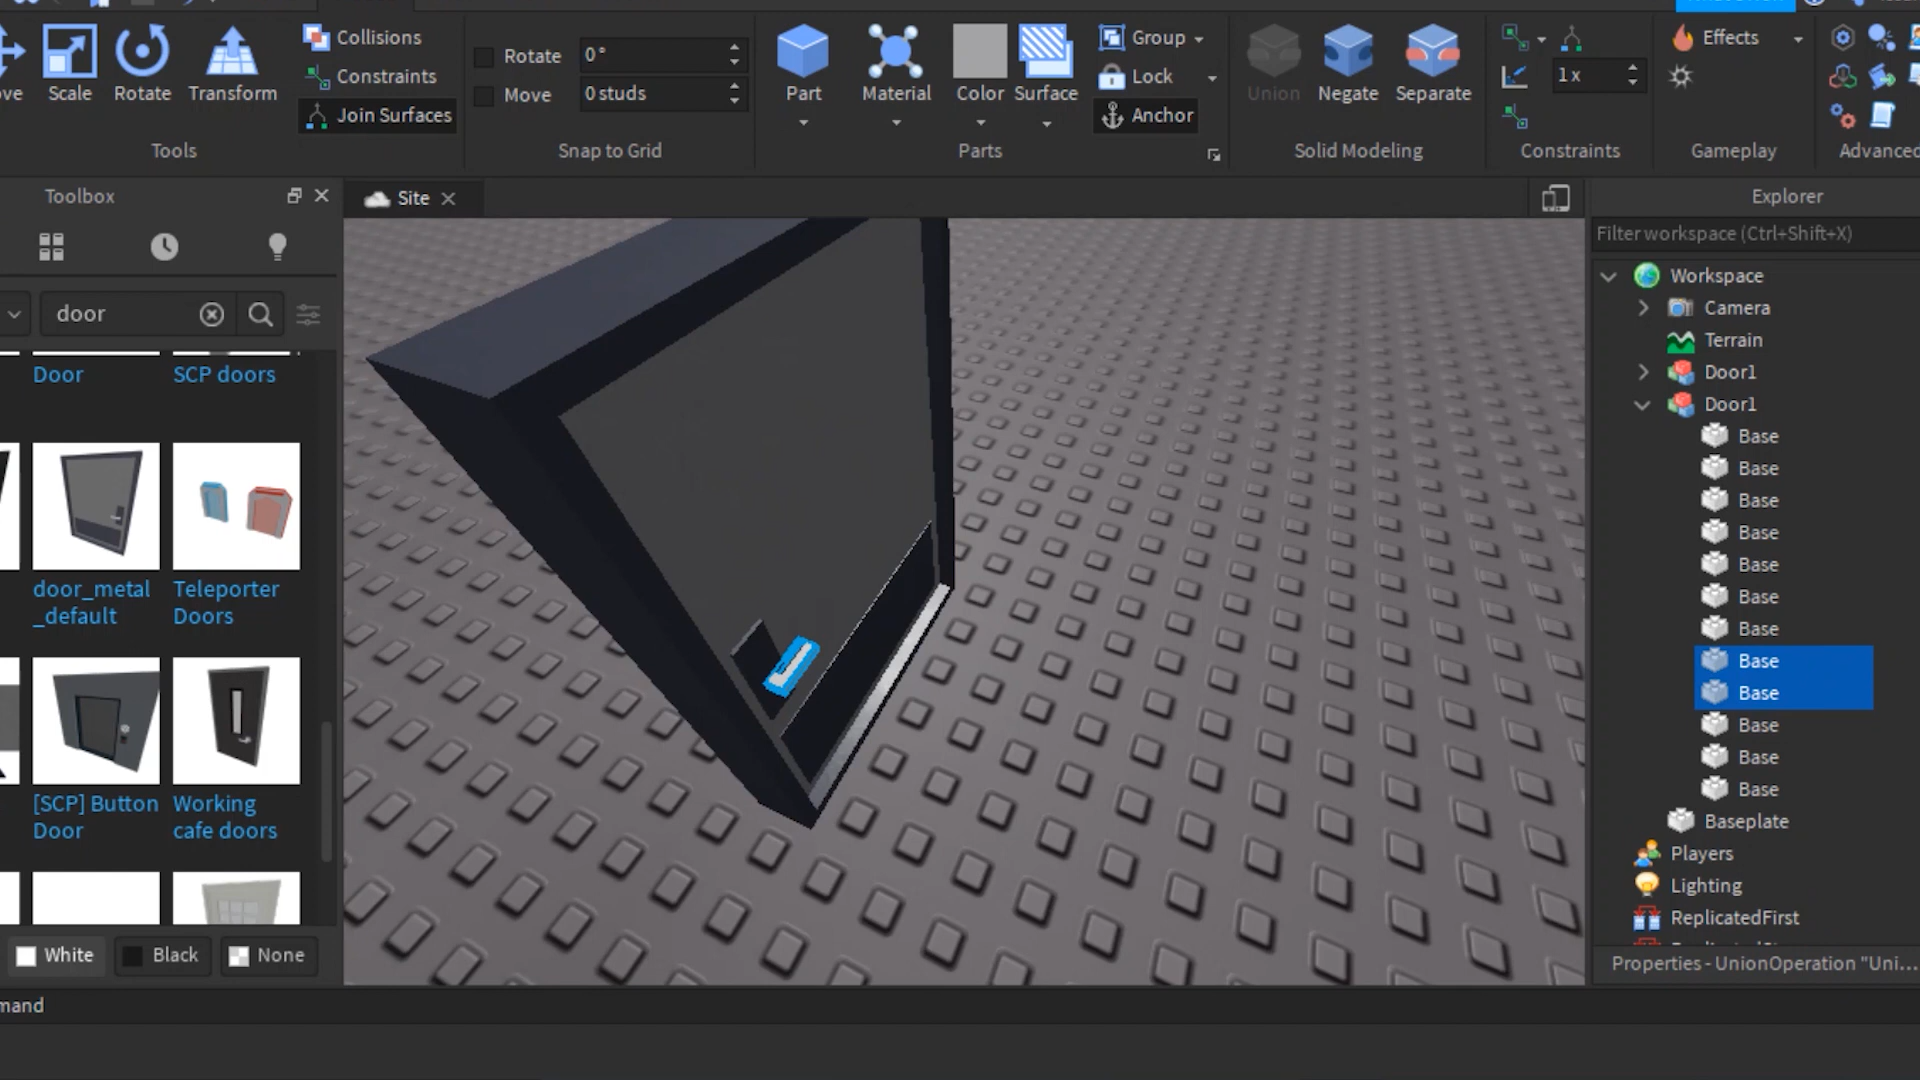 Collisions
Constraints
Join Surfaces
ve
Scale
Rotate
Transform
Tools
Rotate
0°
Move
0 studs
Snap to Grid
Part
Material
Color
Surface
Group
Lock
Anchor
Parts
Union
Negate
Separate
Solid Modeling
1x
Constraints
Effects
Gameplay
Advanced
Toolbox
door
Door
SCP doors
door_metal
_default
Teleporter
Doors
[SCP] Button
Door
Working
cafe doors
White
Black
None
mand
Site
Explorer
Filter workspace (Ctrl+Shift+X)
Workspace
Camera
Terrain
Door1
Door1
Base
Base
Base
Base
Base
Base
Base
Base
Base
Base
Base
Base
Baseplate
Players
Lighting
ReplicatedFirst
Properties - UnionOperation "Uni...